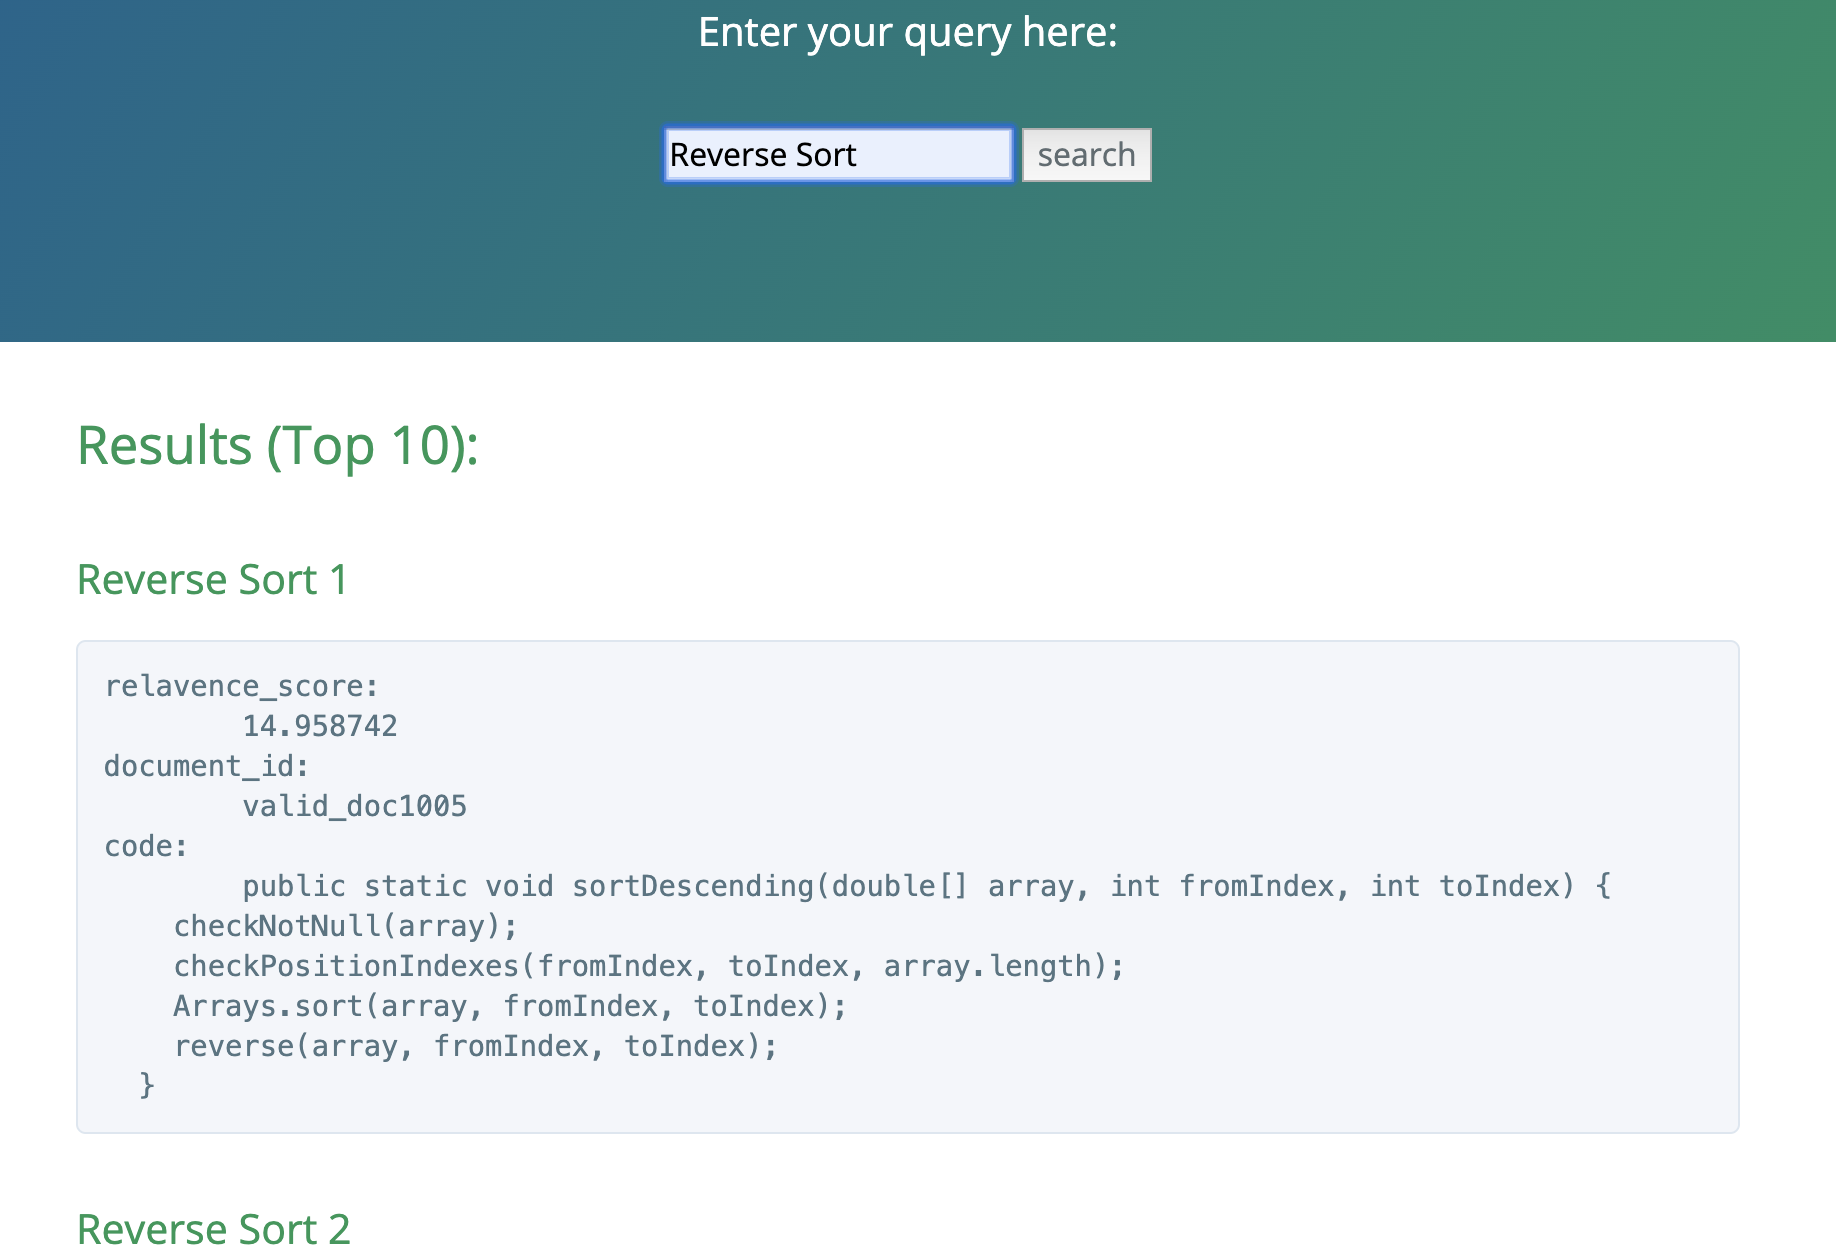 Enter your query here:
Reverse Sort
search
Results (Top 10):
Reverse Sort 1
relavence_score:
        14.958742
document_id:
        valid_doc1005
code:
        public static void sortDescending(double[] array, int fromIndex, int toIndex) {
    checkNotNull(array);
    checkPositionIndexes(fromIndex, toIndex, array.length);
    Arrays.sort(array, fromIndex, toIndex);
    reverse(array, fromIndex, toIndex);
  }
Reverse Sort 2